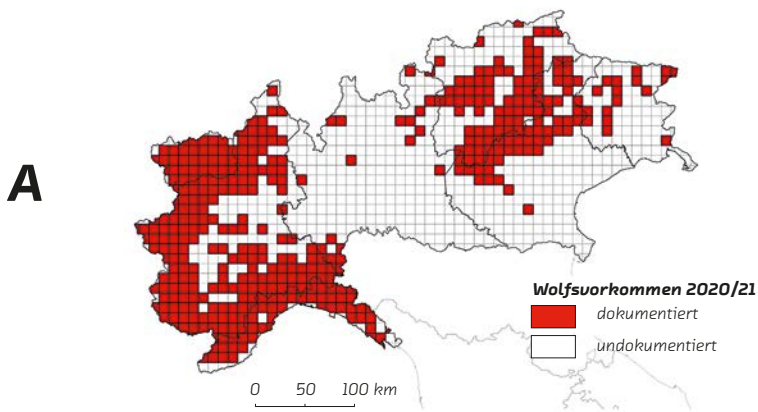 A
Wolfsvorkommen 2020/21
dokumentiert
undokumentiert
0 50 100 km